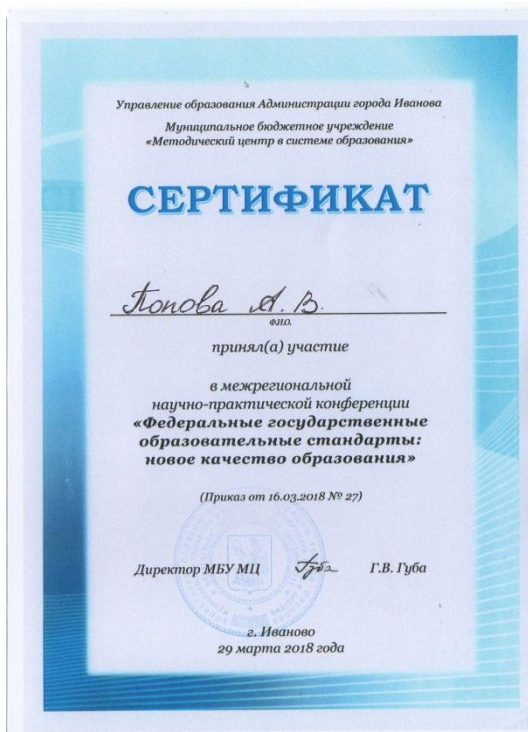 Управление образования Администрации города Иванова
Муниципальное бюджетное учреждение
«Методический центр в системе образования»
СЕРТИФИКАТ
Попова А. В.
ФИО.
принял(а) участие
в межрегиональной
научно-практической конференции
«Федеральные государственные
образовательные стандарты:
новое качество образования»
(Приказ от 16.03.2018 № 27)
Директор МБУ МЦ Губа Г.В. Губа
г. Иваново
29 марта 2018 года